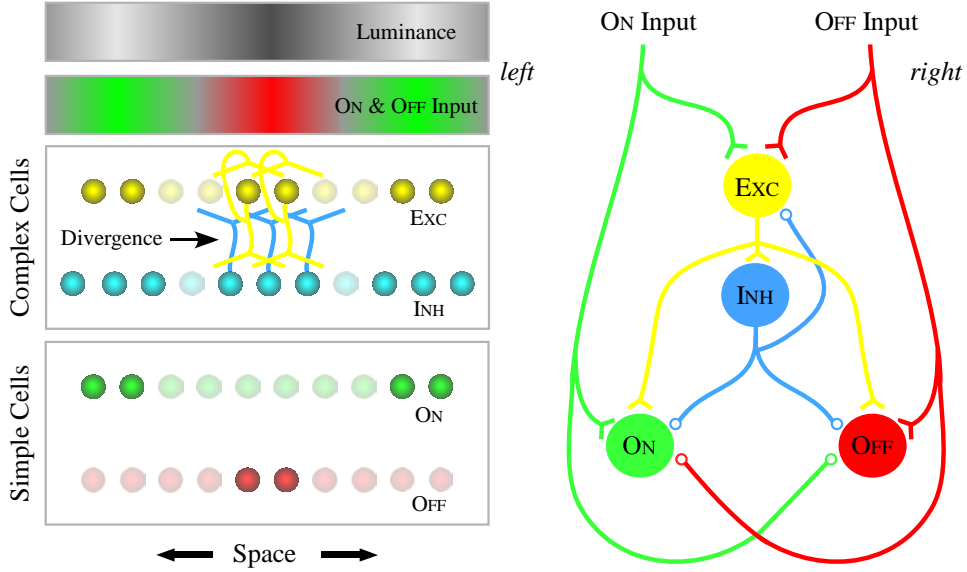 Luminance
ON & OFF Input
left
Complex Cells
EXC
Divergence
INH
Simple Cells
ON
OFF
Space
ON Input
OFF Input
right
EXC
INH
ON
OFF